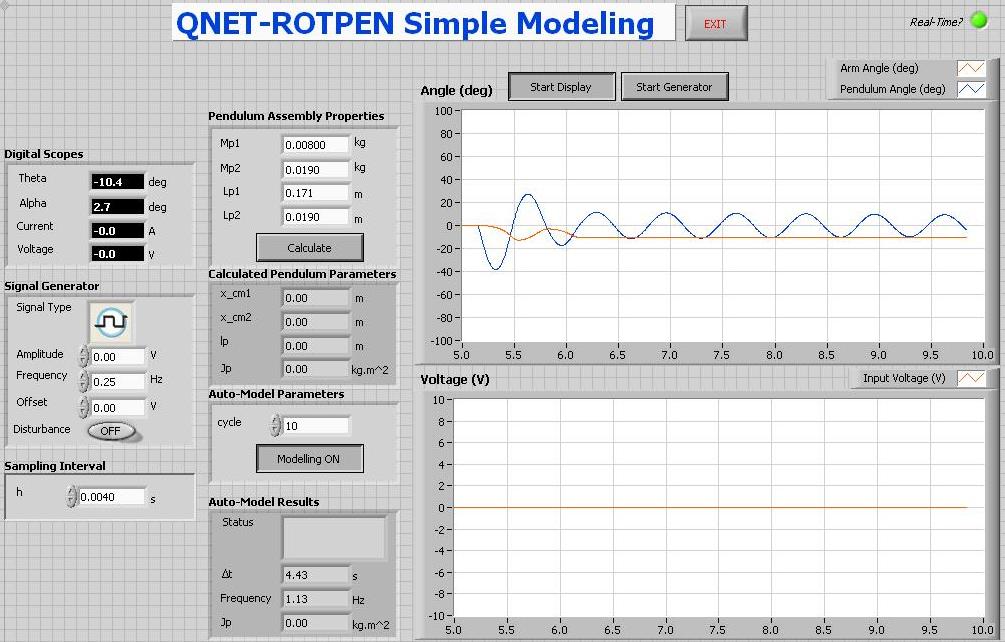 QNET-ROTPEN Simple Modeling
EXIT
Real-Time?
Digital Scopes
Theta -10.4 deg
Alpha 2.7 deg
Current -0.0 A
Voltage -0.0 V
Signal Generator
Signal Type
Amplitude 0.00 V
Frequency 0.25 Hz
Offset 0.00 V
Disturbance OFF
Sampling Interval
h 0.0040 s
Pendulum Assembly Properties
Mp1 0.00800 kg
Mp2 0.0190 kg
Lp1 0.171 m
Lp2 0.0190 m
Calculate
Calculated Pendulum Parameters
x_cm1 0.00 m
x_cm2 0.00 m
lp 0.00 m
Jp 0.00 kg.m^2
Auto-Model Parameters
cycle 10
Modelling ON
Auto-Model Results
Status
Δt 4.43 s
Frequency 1.13 Hz
Jp 0.00 kg.m^2
Angle (deg) Start Display Start Generator
Arm Angle (deg)
Pendulum Angle (deg)
100
80
60
40
20
0
-20
-40
-60
-80
-100
5.0 5.5 6.0 6.5 7.0 7.5 8.0 8.5 9.0 9.5 10.0
Voltage (V)
Input Voltage (V)
10
8
6
4
2
0
-2
-4
-6
-8
-10
5.0 5.5 6.0 6.5 7.0 7.5 8.0 8.5 9.0 9.5 10.0